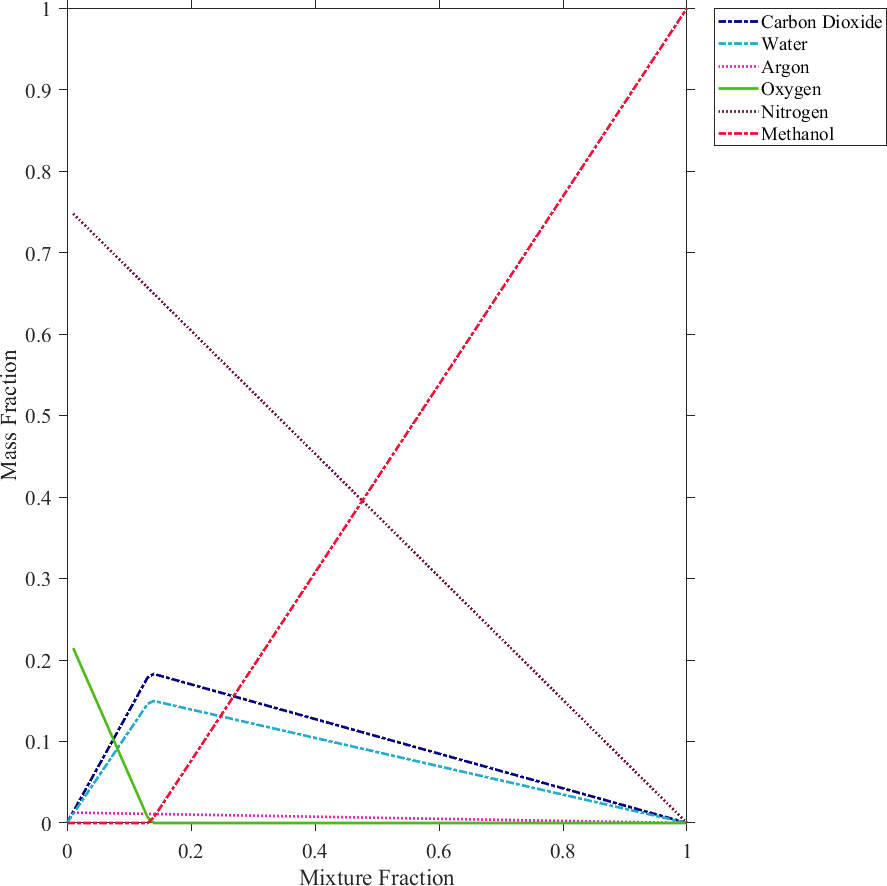 1
0.9
0.8
0.7
0.6
0.5
0.4
0.3
0.2
0.1
0
Mass Fraction
0 0.2 0.4 0.6 0.8 1
Mixture Fraction
Carbon Dioxide
Water
Argon
Oxygen
Nitrogen
Methanol